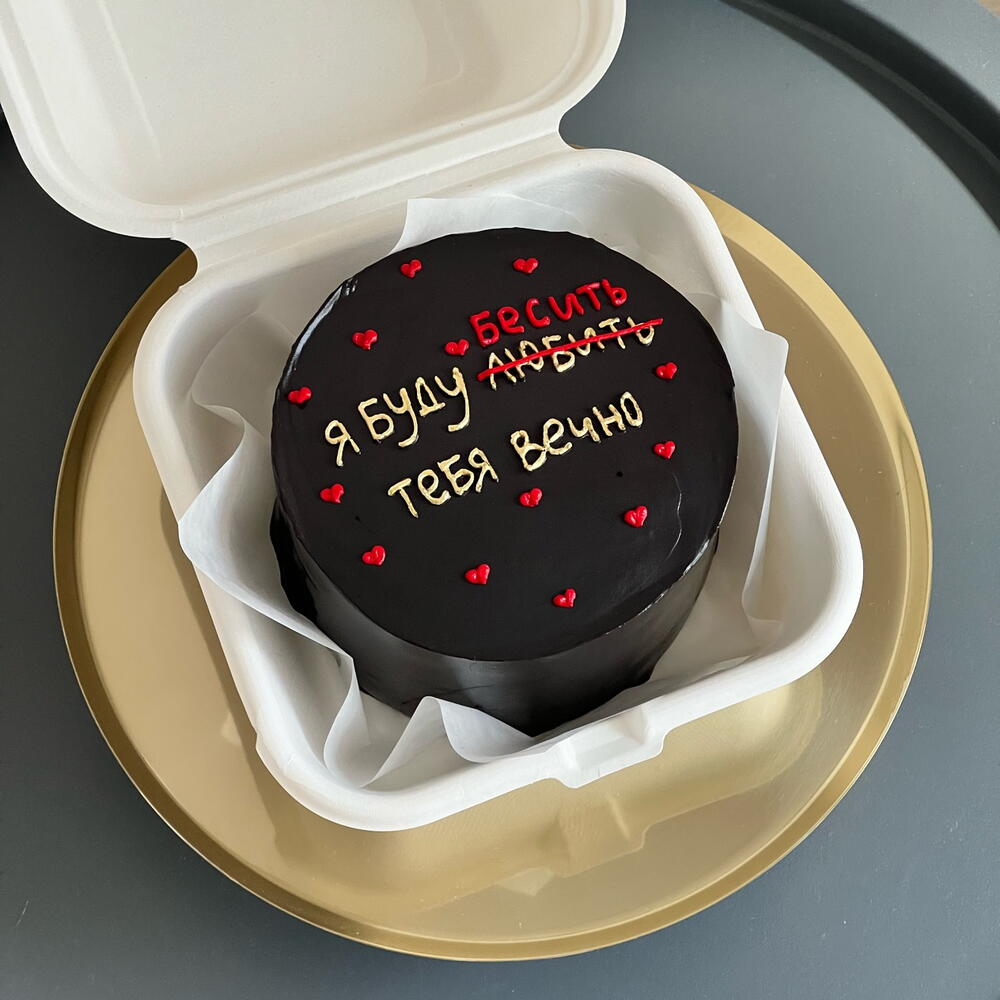 бесить
я буду любить
тебя вечно